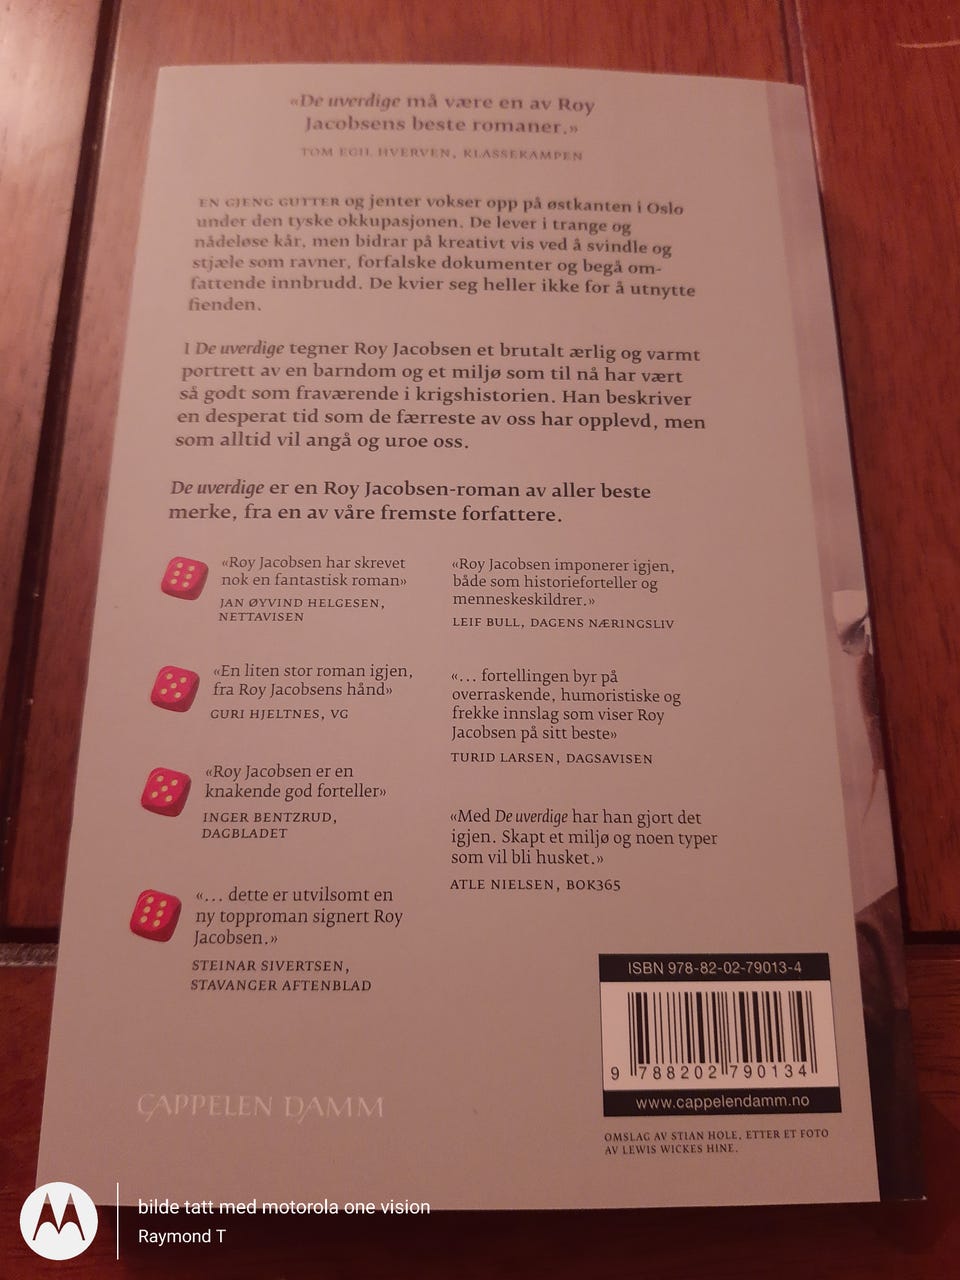 «De uverdige må være en av Roy
Jacobsens beste romaner.»
TOM EGIL HVERVEN, KLASSEKAMPEN
EN GJENG GUTTER og jenter vokser opp på østkanten i Oslo
under den tyske okkupasjonen. De lever i trange og
nådeløse kår, men bidrar på kreativt vis ved å svindle og
stjæle som ravner, forfalske dokumenter og begå om-
fattende innbrudd. De kvier seg heller ikke for å utnytte
fienden.
I De uverdige tegner Roy Jacobsen et brutalt ærlig og varmt
portrett av en barndom og et miljø som til nå har vært
så godt som fraværende i krigshistorien. Han beskriver
en desperat tid som de færreste av oss har opplevd, men
som alltid vil angå og uroe oss.
De uverdige er en Roy Jacobsen-roman av aller beste
merke, fra en av våre fremste forfattere.
«Roy Jacobsen har skrevet
nok en fantastisk roman»
JAN ØYVIND HELGESEN,
NETTAVISEN
«En liten stor roman igjen,
fra Roy Jacobsens hånd»
GURI HJELTNES, VG
«Roy Jacobsen er en
knakende god forteller»
INGER BENTZRUD,
DAGBLADET
«... dette er utvilsomt en
ny topproman signert Roy
Jacobsen.»
STEINAR SIVERTSEN,
STAVANGER AFTENBLAD
«Roy Jacobsen imponerer igjen,
både som historieforteller og
menneskeskildrer.»
LEIF BULL, DAGENS NÆRINGSLIV
«... fortellingen byr på
overraskende, humoristiske og
frekke innslag som viser Roy
Jacobsen på sitt beste»
TURID LARSEN, DAGSAVISEN
«Med De uverdige har han gjort det
igjen. Skapt et miljø og noen typer
som vil bli husket.»
ATLE NIELSEN, BOK365
ISBN 978-82-02-79013-4
9 788202 790134
www.cappelendamm.no
OMSLAG AV STIAN HOLE, ETTER ET FOTO
AV LEWIS WICKES HINE.
CAPPELEN DAMM
bilde tatt med motorola one vision
Raymond T